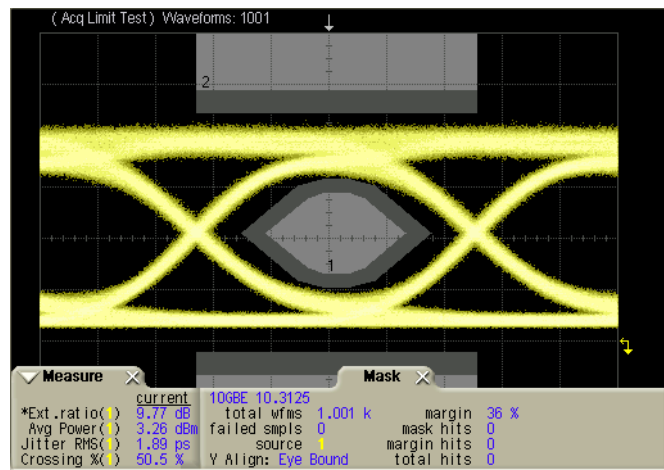 ( Acq Limit Test ) Waveforms: 1001
2
1
Measure
Mask
current
*Ext.ratio(1) 9.77 dB
Avg Power(1) 3.26 dBm
Jitter RMS(1) 1.89 ps
Crossing %(1) 50.5 %
10GBE 10.3125
total wfms 1.001 k margin 36 %
failed smpls 0 mask hits 0
source 1 margin hits 0
Y Align: Eye Bound total hits 0